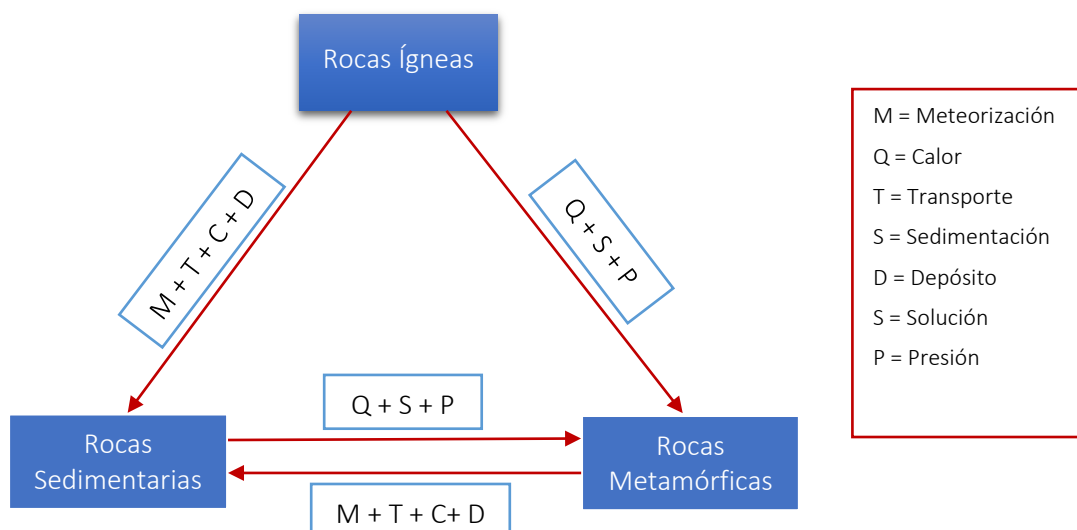 Rocas Ígneas
M = Meteorización
Q = Calor
T = Transporte
S = Sedimentación
D = Depósito
S = Solución
P = Presión
M + T + C + D
Q + S + P
Q + S + P
Rocas
Sedimentarias
Rocas
Metamórficas
M + T + C+ D